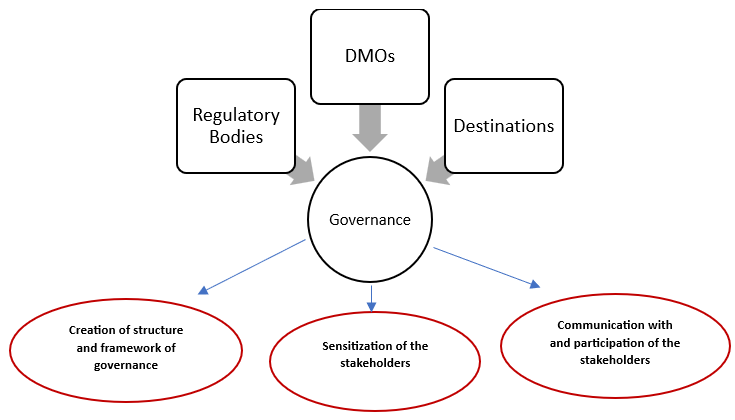 DMOs
Regulatory
Bodies
Destinations
Governance
Creation of structure
and framework of
governance
Sensitization of the
stakeholders
Communication with
and participation of the
stakeholders